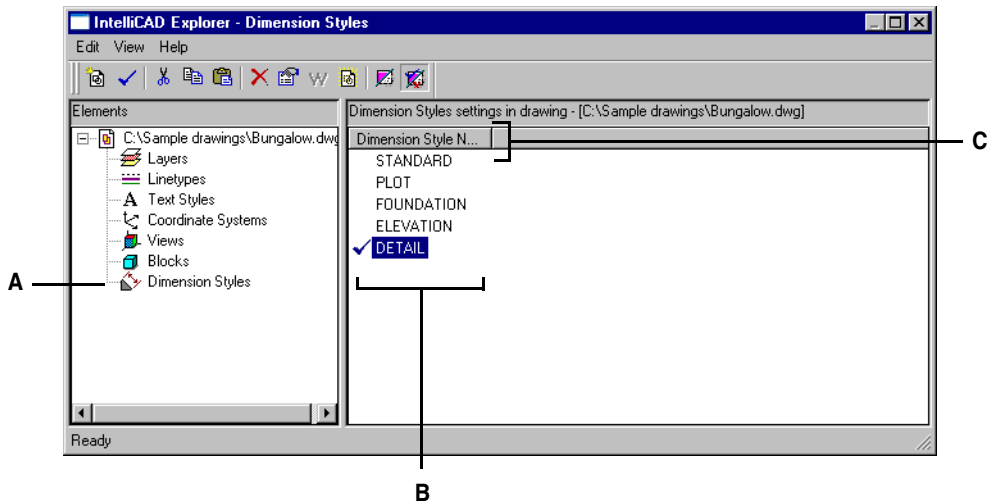 IntelliCAD Explorer - Dimension Styles
Edit View Help
Elements
C:\Sample drawings\Bungalow.dwg
Layers
Linetypes
A Text Styles
Coordinate Systems
Views
Blocks
Dimension Styles
Dimension Styles settings in drawing - [C:\Sample drawings\Bungalow.dwg]
Dimension Style N...
STANDARD
PLOT
FOUNDATION
ELEVATION
DETAIL
Ready
A
B
C